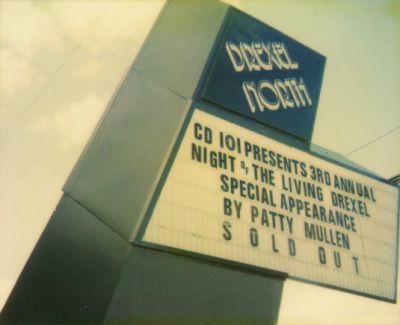 DREXEL
NORTH
CD 101 PRESENTS 3RD ANNUAL
NIGHT OF THE LIVING DREXEL
SPECIAL APPEARANCE
BY PATTY MULLEN
SOLD OUT